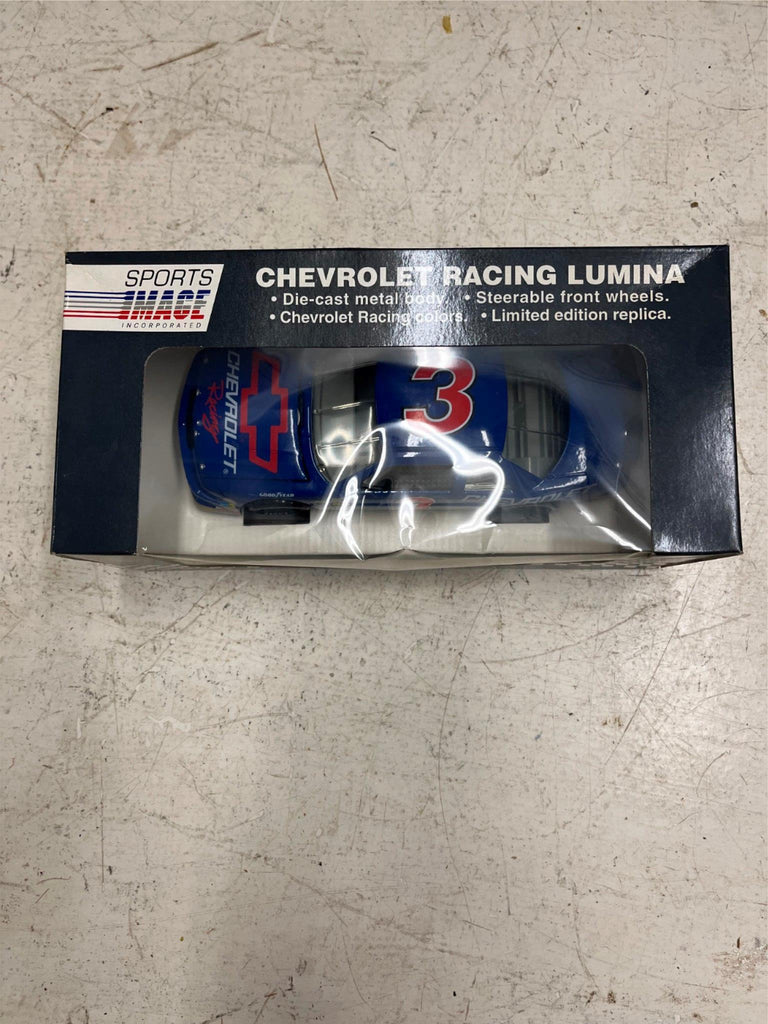 SPORTS
IMAGE
INCORPORATED
CHEVROLET RACING LUMINA
• Die-cast metal body. • Steerable front wheels.
• Chevrolet Racing colors. • Limited edition replica.
CHEVROLET
Racing
3
GOODYEAR